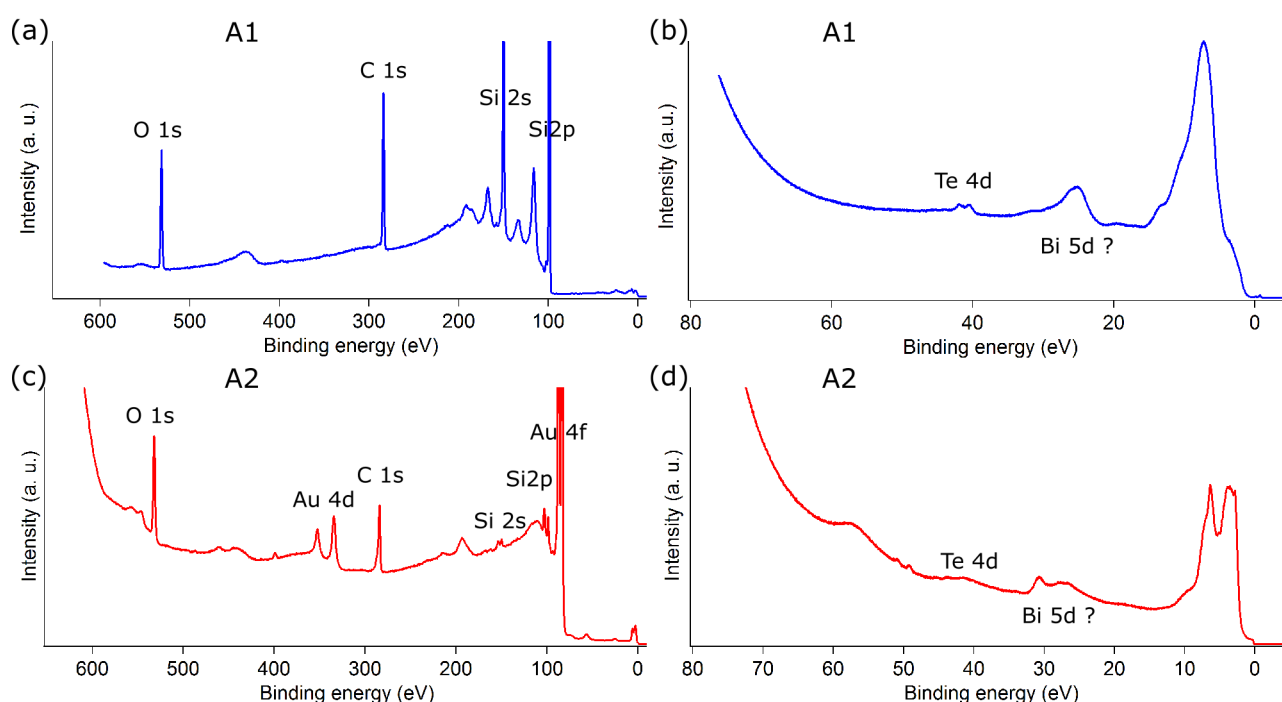 (a) A1
Intensity (a. u.)
O 1s
C 1s
Si 2s
Si2p
600 500 400 300 200 100 0
Binding energy (eV)
(b) A1
Intensity (a.u.)
Te 4d
Bi 5d ?
80 60 40 20 0
Binding energy (eV)
(c) A2
Intensity (a. u.)
O 1s
Au 4d
C 1s
Si 2s
Si2p
Au 4f
600 500 400 300 200 100 0
Binding energy (eV)
(d) A2
Intensity (a.u.)
Te 4d
Bi 5d ?
80 70 60 50 40 30 20 10 0
Binding energy (eV)